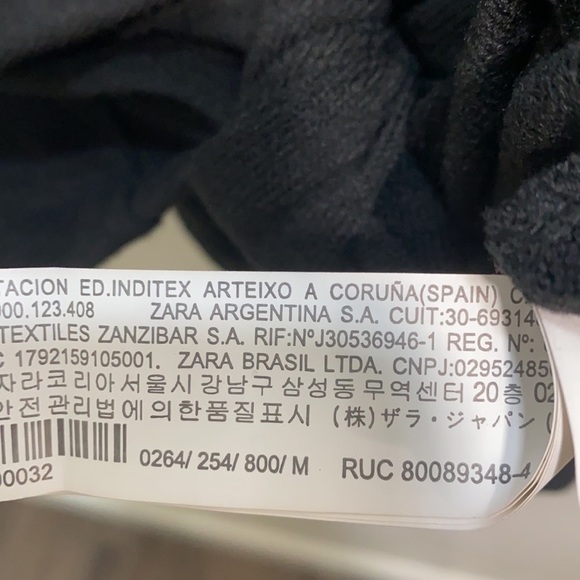 TACION ED.INDITEX ARTEIXO A CORUÑA(SPAIN)
000.123.408 ZARA ARGENTINA S.A. CUIT:30-69314
TEXTILES ZANZIBAR S.A. RIF:NºJ30536946-1 REG. Nº:
C 1792159105001. ZARA BRASIL LTDA. CNPJ:02952485
자라코리아서울시 강남구 삼성동무역센터 20층 02
안전관리법에의한품질표시 (株)ザラ・ジャパン (
00032 0264/ 254/ 800/ M RUC 80089348-4